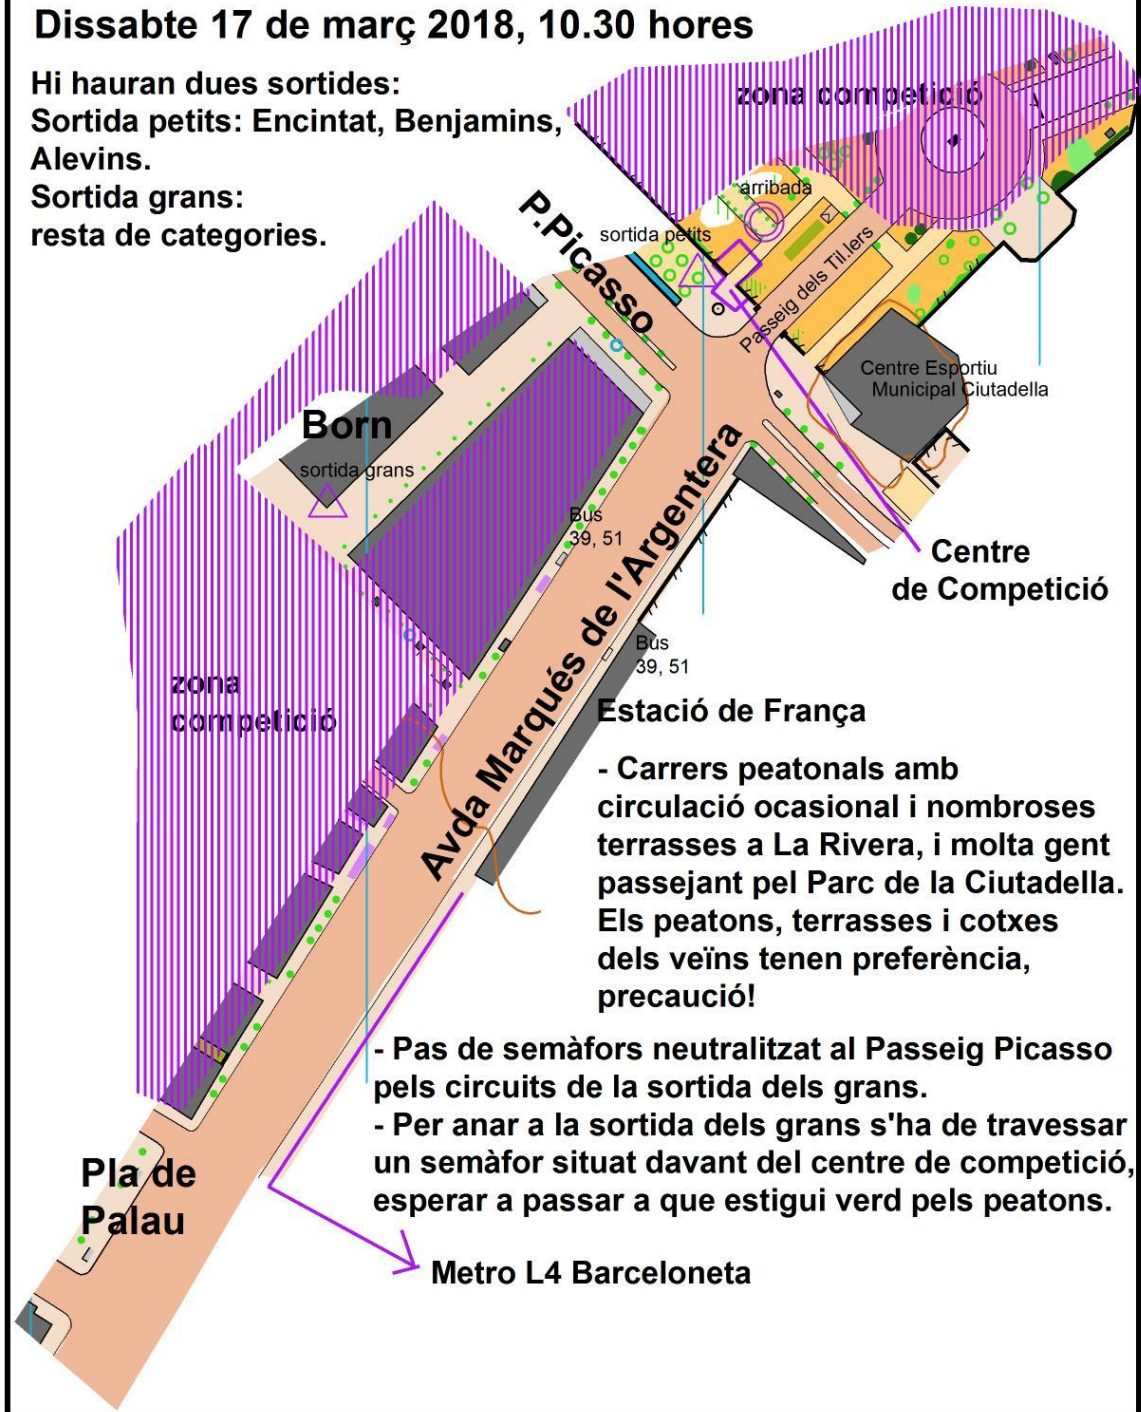 Dissabte 17 de març 2018, 10.30 hores
Hi hauran dues sortides:
Sortida petits: Encintat, Benjamins,
Alevins.
Sortida grans:
resta de categories.
zona competició
arribada
sortida petits
P.Picasso
Passeig dels Til.lers
Centre Esportiu
Municipal Ciutadella
Born
sortida grans
Bus
39, 51
Avda Marqués de l'Argentera
Centre
de Competició
Bus
39, 51
zona
competició
Estació de França
- Carrers peatonals amb
circulació ocasional i nombroses
terrasses a La Rivera, i molta gent
passejant pel Parc de la Ciutadella.
Els peatons, terrasses i cotxes
dels veïns tenen preferència,
precaució!
- Pas de semàfors neutralitzat al Passeig Picasso
pels circuits de la sortida dels grans.
- Per anar a la sortida dels grans s'ha de travessar
un semàfor situat davant del centre de competició,
esperar a passar a que estigui verd pels peatons.
Pla de
Palau
Metro L4 Barceloneta